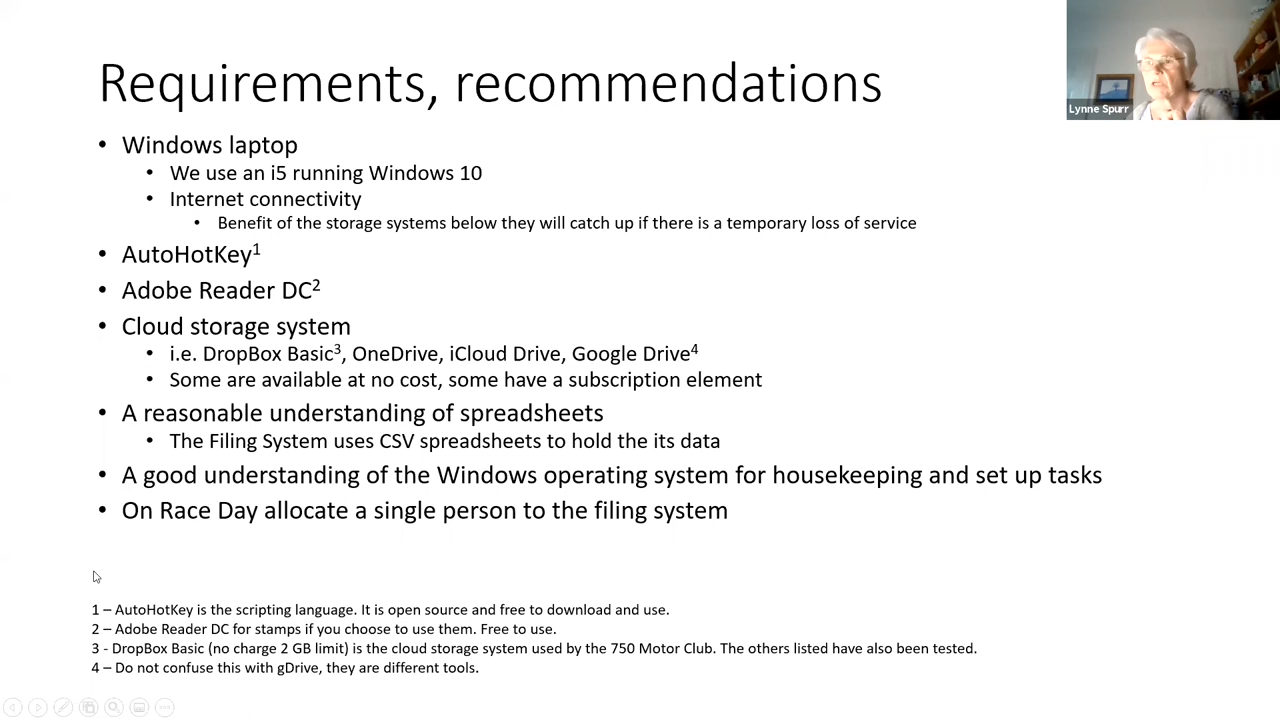 Requirements, recommendations
Lynne Spurr
• Windows laptop
• We use an i5 running Windows 10
• Internet connectivity
• Benefit of the storage systems below they will catch up if there is a temporary loss of service
• AutoHotKey¹
• Adobe Reader DC²
• Cloud storage system
• i.e. DropBox Basic³, OneDrive, iCloud Drive, Google Drive⁴
• Some are available at no cost, some have a subscription element
• A reasonable understanding of spreadsheets
• The Filing System uses CSV spreadsheets to hold the its data
• A good understanding of the Windows operating system for housekeeping and set up tasks
• On Race Day allocate a single person to the filing system
1 – AutoHotKey is the scripting language. It is open source and free to download and use.
2 – Adobe Reader DC for stamps if you choose to use them. Free to use.
3 - DropBox Basic (no charge 2 GB limit) is the cloud storage system used by the 750 Motor Club. The others listed have also been tested.
4 – Do not confuse this with gDrive, they are different tools.